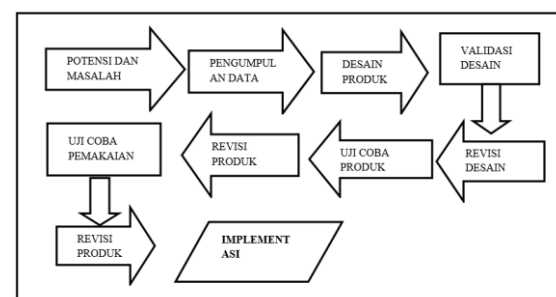 POTENSI DAN
MASALAH
PENGUMPUL
AN DATA
DESAIN
PRODUK
VALIDASI
DESAIN
REVISI
DESAIN
UJI COBA
PRODUK
REVISI
PRODUK
UJI COBA
PEMAKAIAN
REVISI
PRODUK
IMPLEMENT
ASI